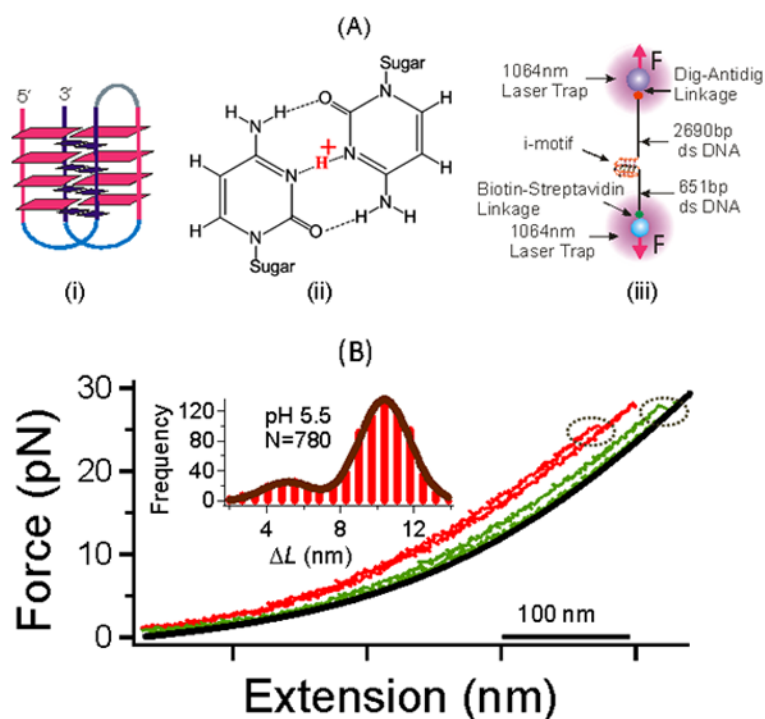 (A)
5' 3'
(i)
Sugar
H H O N
N H
H H
+
N H N
H O N H
N O H
Sugar
(ii)
1064nm
Laser Trap
F
Dig-Antidig
Linkage
i-motif
2690bp
ds DNA
Biotin-Streptavidin
Linkage
651bp
ds DNA
1064nm
Laser Trap
F
(iii)
(B)
Force (pN)
30
20
10
0
Frequency
120
80
40
0
pH 5.5
N=780
4 8 12
ΔL (nm)
100 nm
Extension (nm)